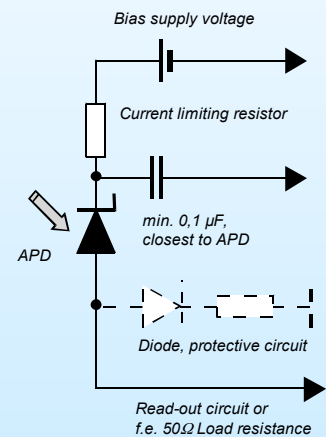 Bias supply voltage
Current limiting resistor
min. 0,1 µF,
closest to APD
APD
Diode, protective circuit
Read-out circuit or
f.e. 50Ω Load resistance